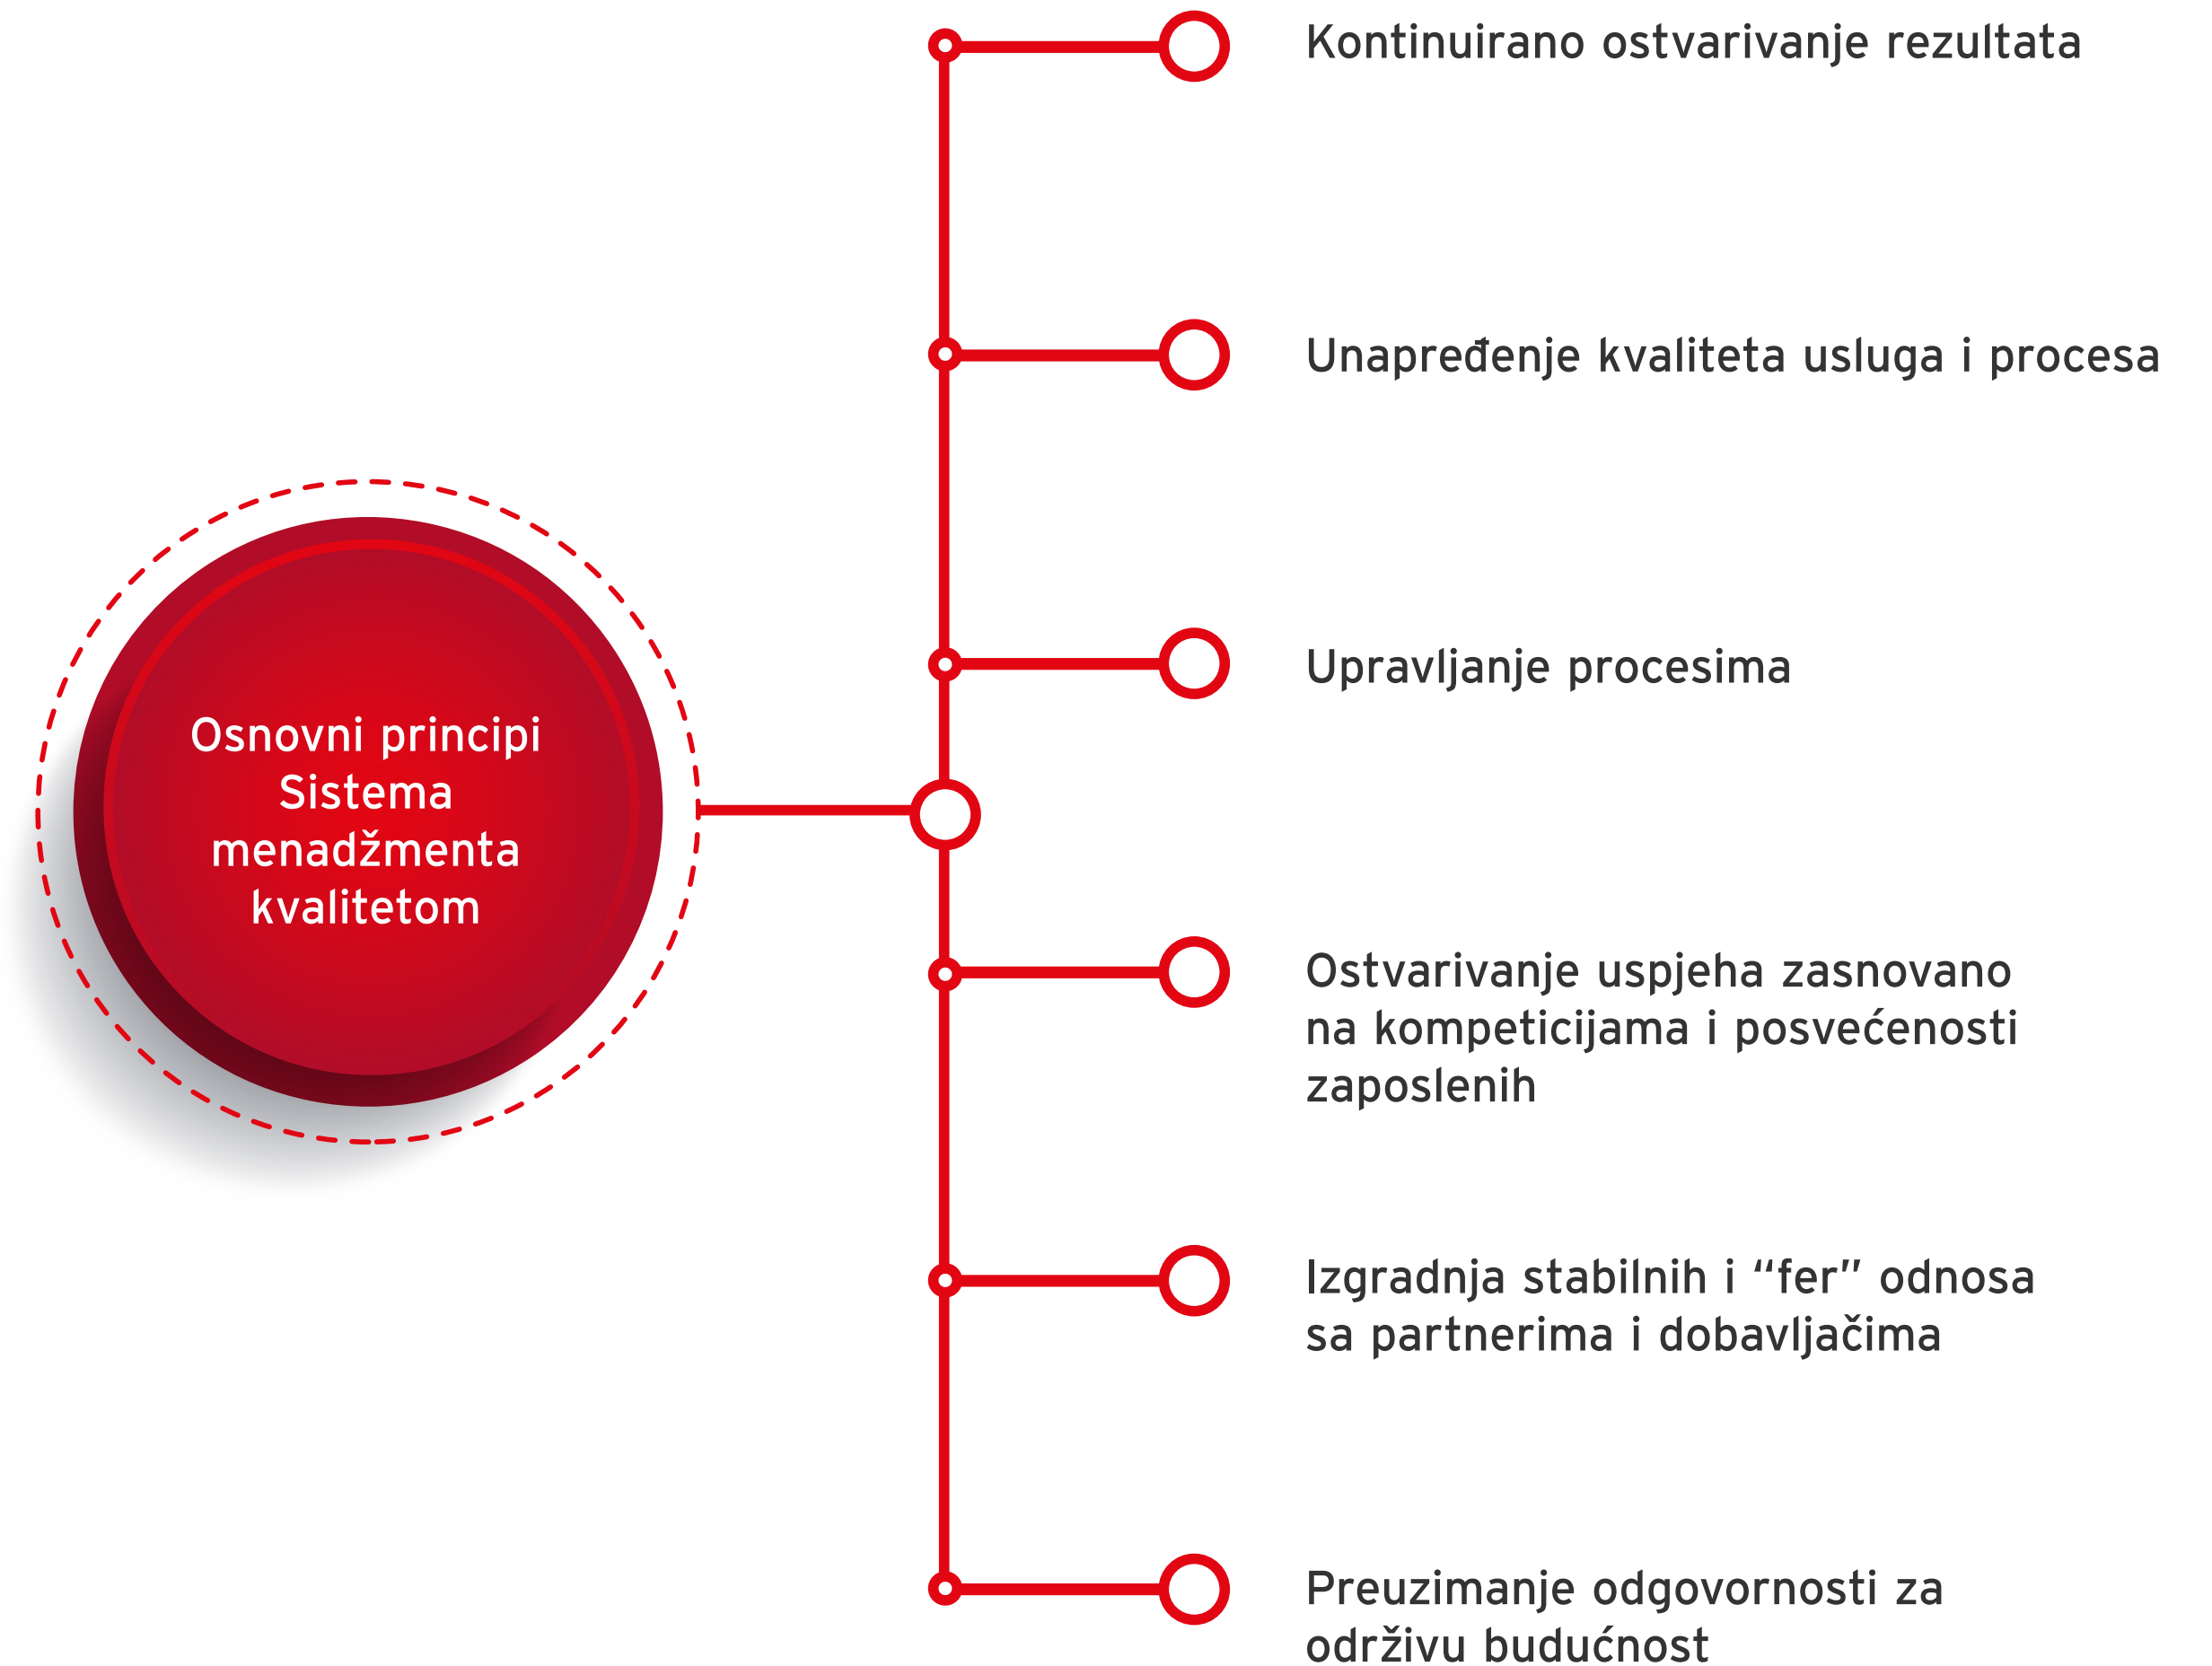 Osnovni principi
Sistema
menadžmenta
kvalitetom
Kontinuirano ostvarivanje rezultata
Unapređenje kvaliteta usluga i procesa
Upravljanje procesima
Ostvarivanje uspjeha zasnovano
na kompeticijama i posvećenosti
zaposlenih
Izgradnja stabilnih i “fer” odnosa
sa partnerima i dobavljačima
Preuzimanje odgovornosti za
održivu budućnost